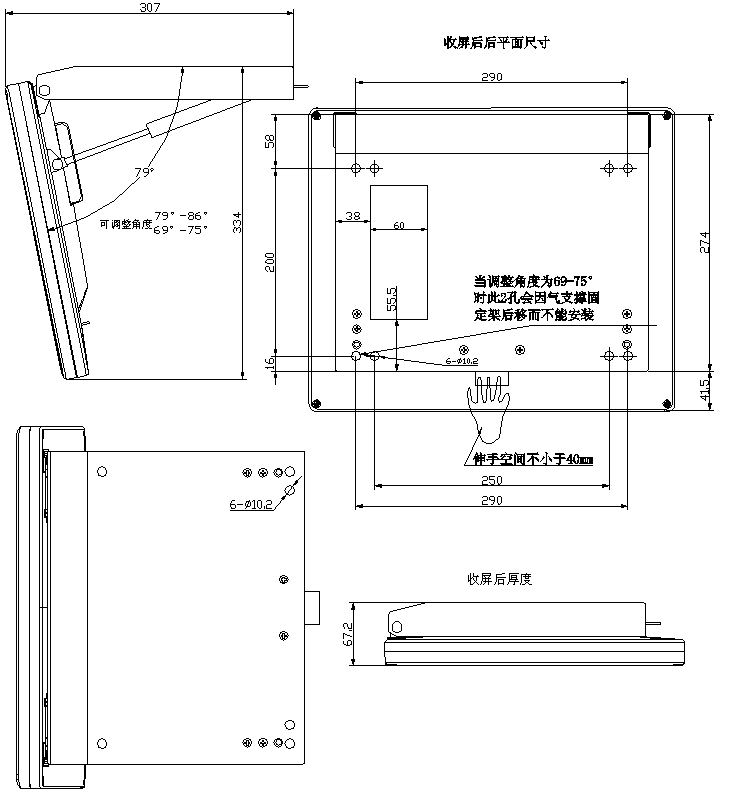 307
收屏后后平面尺寸
290
58
79°
可调整角度
79°-86°
69°-75°
334
38
60
200
274
55.5
当调整角度为69-75°
时此2孔会因气支撑固
定架后移而不能安装
16
6-Ø10.2
41.5
伸手空间不小于40mm
250
290
6-Ø10.2
收屏后厚度
67.2